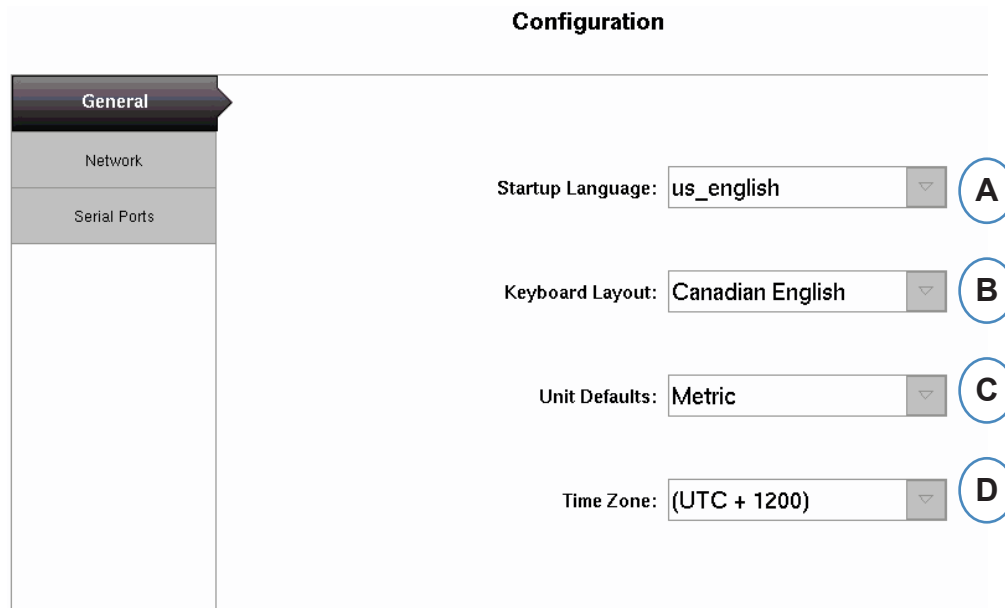 Configuration
General
Network
Serial Ports
Startup Language: us_english A
Keyboard Layout: Canadian English B
Unit Defaults: Metric C
Time Zone: (UTC + 1200) D